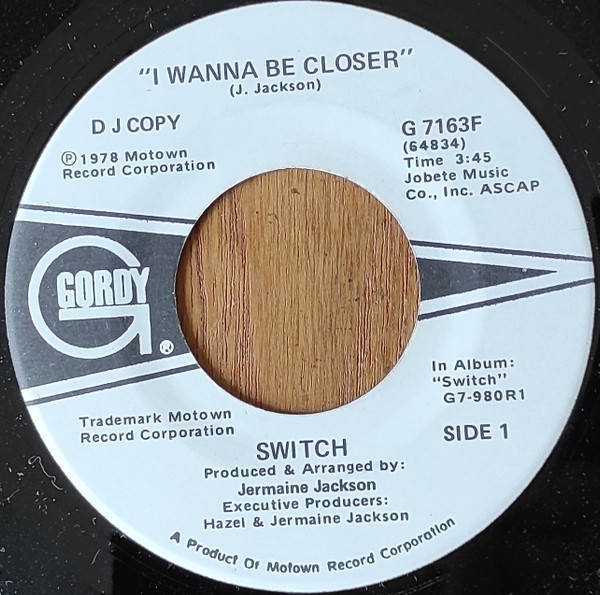 "I WANNA BE CLOSER"
(J. Jackson)
D J COPY
Ⓟ1978 Motown
Record Corporation
G 7163F
(64834)
Time 3:45
Jobete Music
Co., Inc. ASCAP
GORDY
G
®
In Album:
"Switch"
G7-980R1
Trademark Motown
Record Corporation
SIDE 1
SWITCH
Produced & Arranged by:
Jermaine Jackson
Executive Producers:
Hazel & Jermaine Jackson
A Product Of Motown Record Corporation